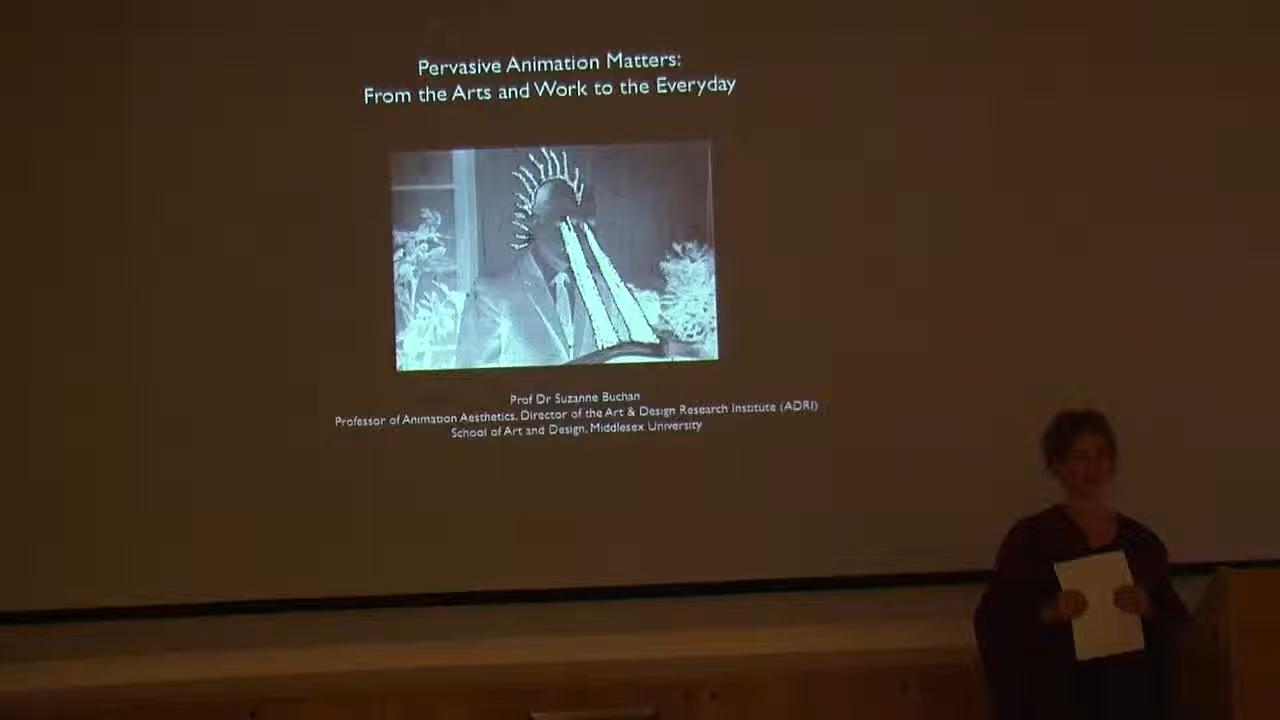 Pervasive Animation Matters:
From the Arts and Work to the Everyday
Prof Dr Suzanne Buchan
Professor of Animation Aesthetics, Director of the Art & Design Research Institute (ADRI)
School of Art and Design, Middlesex University